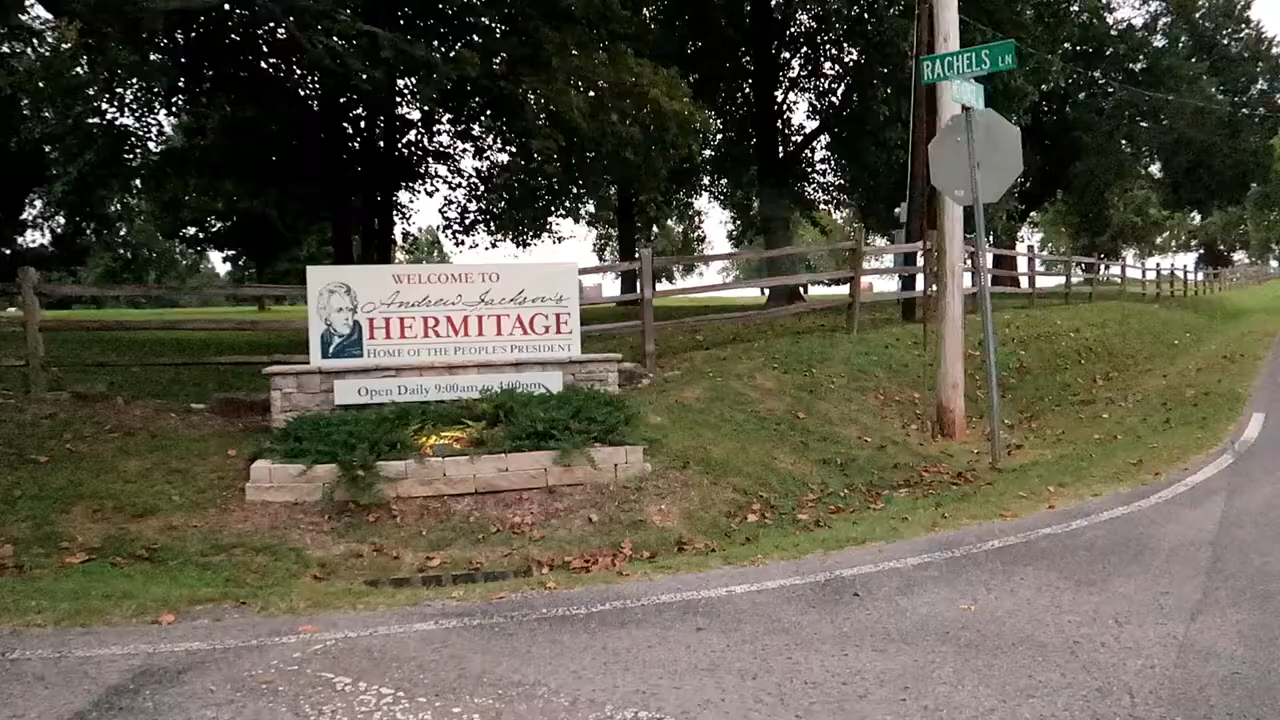 WELCOME TO
Andrew Jackson's
HERMITAGE
HOME OF THE PEOPLE'S PRESIDENT
Open Daily 9:00am to 4:00pm
RACHELS LN